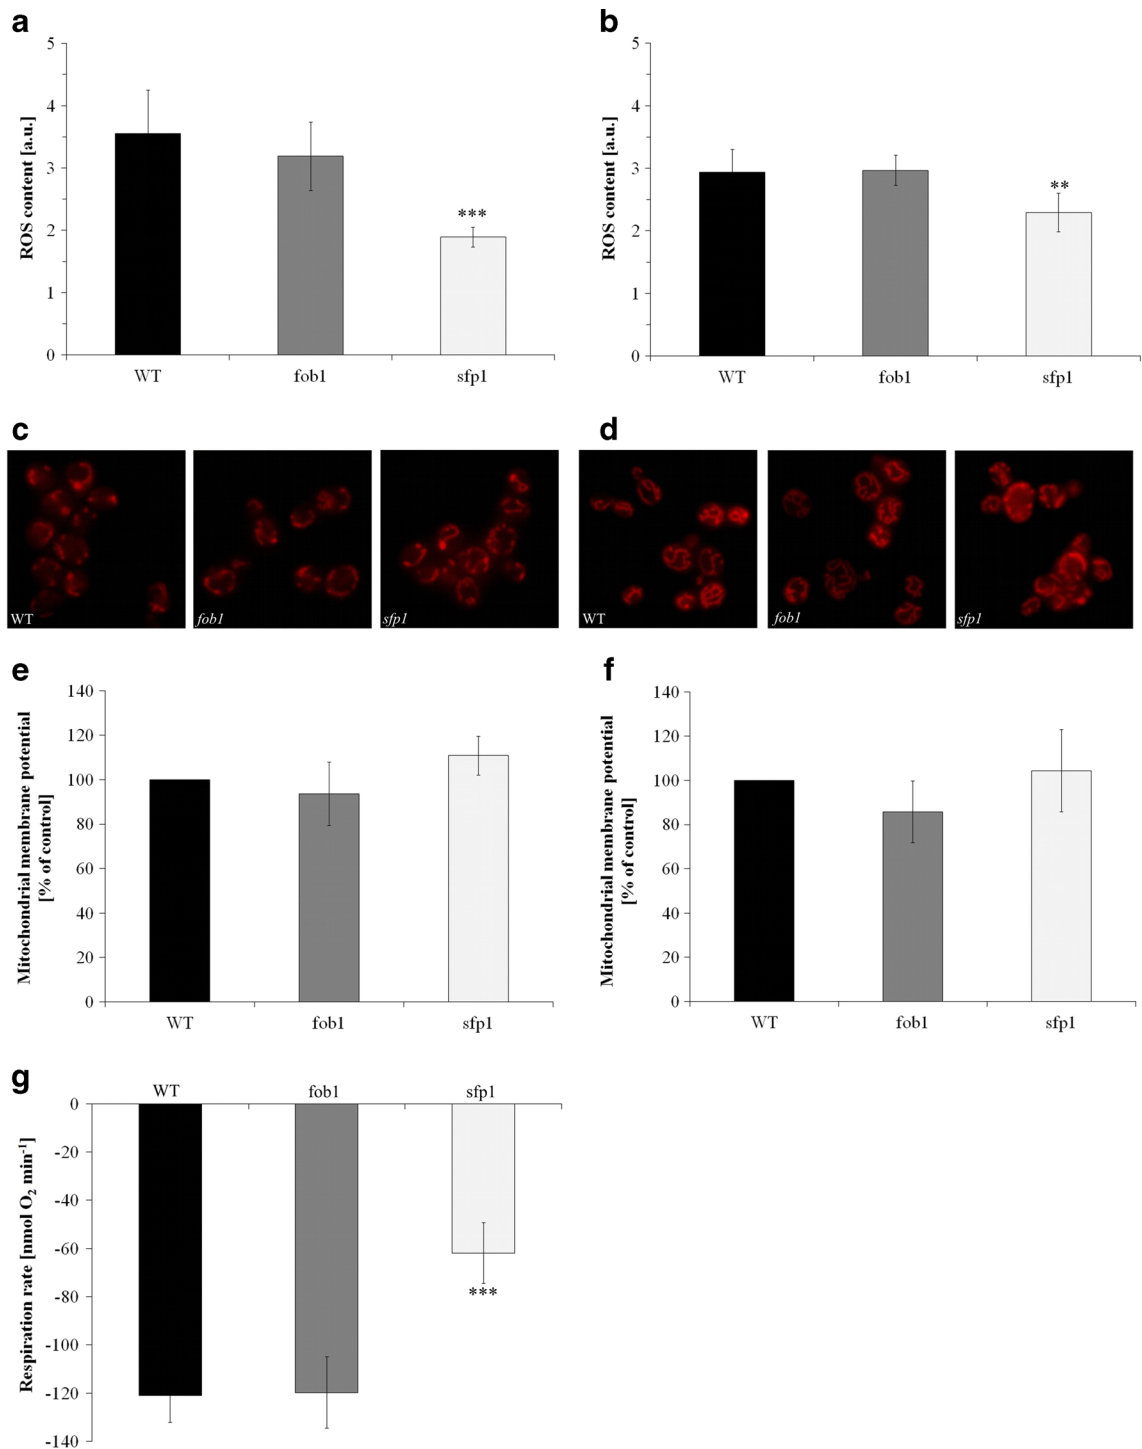 a
ROS content [a.u.]
5
4
3
2
1
0
***
WT
fob1
sfp1
b
ROS content [a.u.]
5
4
3
2
1
0
**
WT
fob1
sfp1
c
WT
fob1
sfp1
d
WT
fob1
sfp1
e
Mitochondrial membrane potential
[% of control]
140
120
100
80
60
40
20
0
WT
fob1
sfp1
f
Mitochondrial membrane potential
[% of control]
140
120
100
80
60
40
20
0
WT
fob1
sfp1
g
WT
fob1
sfp1
Respiration rate [nmol O₂ min⁻¹]
0
-20
-40
-60
-80
-100
-120
-140
***